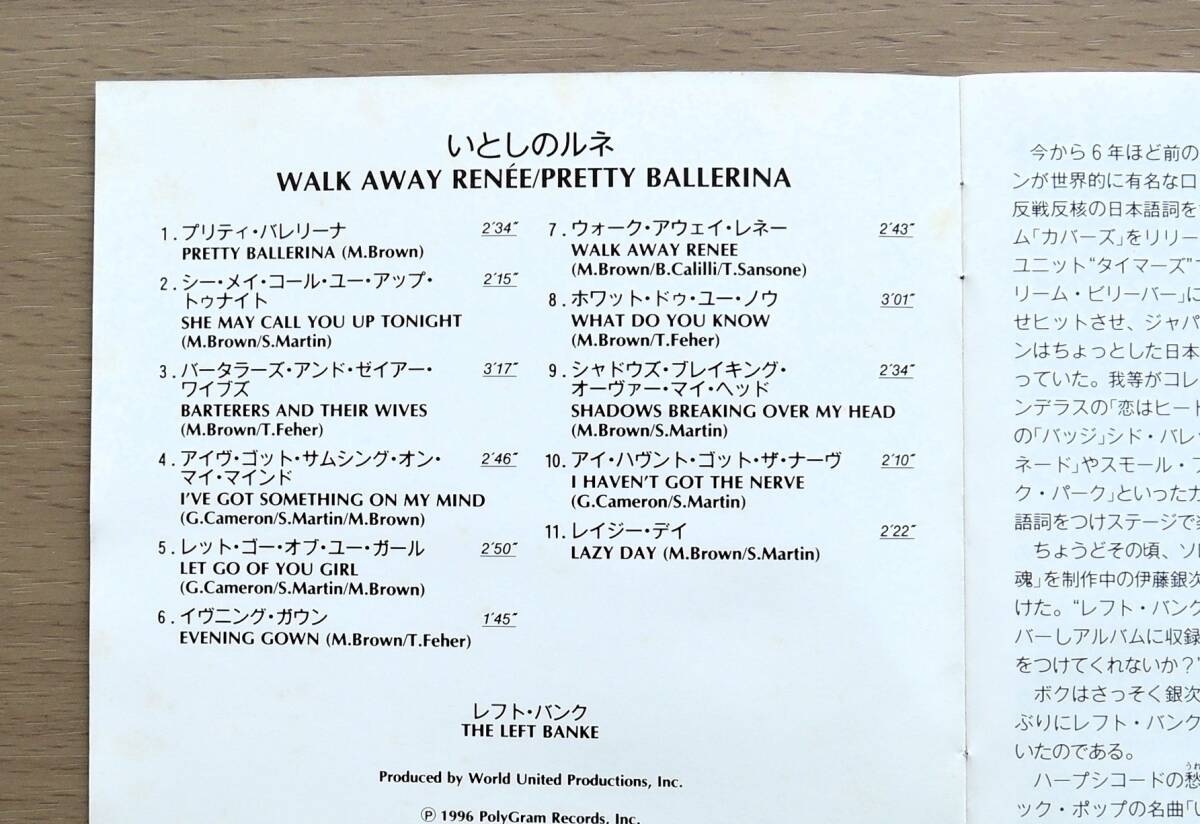 いとしのルネ
WALK AWAY RENÉE/PRETTY BALLERINA
1. プリティ・バレリーナ 2'34"
PRETTY BALLERINA (M.Brown)
2. シー・メイ・コール・ユー・アップ・ 2'15"
トゥナイト
SHE MAY CALL YOU UP TONIGHT
(M.Brown/S.Martin)
3. バータラーズ・アンド・ゼイアー・ 3'17"
ワイブズ
BARTERERS AND THEIR WIVES
(M.Brown/T.Feher)
4. アイヴ・ゴット・サムシング・オン・ 2'46"
マイ・マインド
I'VE GOT SOMETHING ON MY MIND
(G.Cameron/S.Martin/M.Brown)
5. レット・ゴー・オブ・ユー・ガール 2'50"
LET GO OF YOU GIRL
(G.Cameron/S.Martin/M.Brown)
6. イヴニング・ガウン 1'45"
EVENING GOWN (M.Brown/T.Feher)
7. ウォーク・アウェイ・レネー 2'43"
WALK AWAY RENEE
(M.Brown/B.Calilli/T.Sansone)
8. ホワット・ドゥ・ユー・ノウ 3'01"
WHAT DO YOU KNOW
(M.Brown/T.Feher)
9. シャドウズ・ブレイキング・ 2'34"
オーヴァー・マイ・ヘッド
SHADOWS BREAKING OVER MY HEAD
(M.Brown/S.Martin)
10. アイ・ハヴント・ゴット・ザ・ナーヴ 2'10"
I HAVEN'T GOT THE NERVE
(G.Cameron/S.Martin)
11. レイジー・デイ 2'22"
LAZY DAY (M.Brown/S.Martin)
レフト・バンク
THE LEFT BANKE
Produced by World United Productions, Inc.
Ⓟ 1996 PolyGram Records, Inc.
今から6年ほど前の
ンが世界的に有名なロ
反戦反核の日本語詞を
ム「カバーズ」をリリー
ユニット“タイマーズ”
リーム・ビリーバー」に
せヒットさせ、ジャパ
ンはちょっとした日本
っていた。我等がコレ
ンデラスの「恋はヒート
の「バッジ」シド・バレ
ネード」やスモール・フ
ク・パーク」といったカ
語詞をつけステージで
ちょうどその頃、ソロ
魂」を制作中の伊藤銀次
けた。“レフト・バンク
バーしアルバムに収録
をつけてくれないか？”
ボクはさっそく銀次
ぶりにレフト・バンク
いたのである。
ハープシコードの愁
ック・ポップの名曲「い